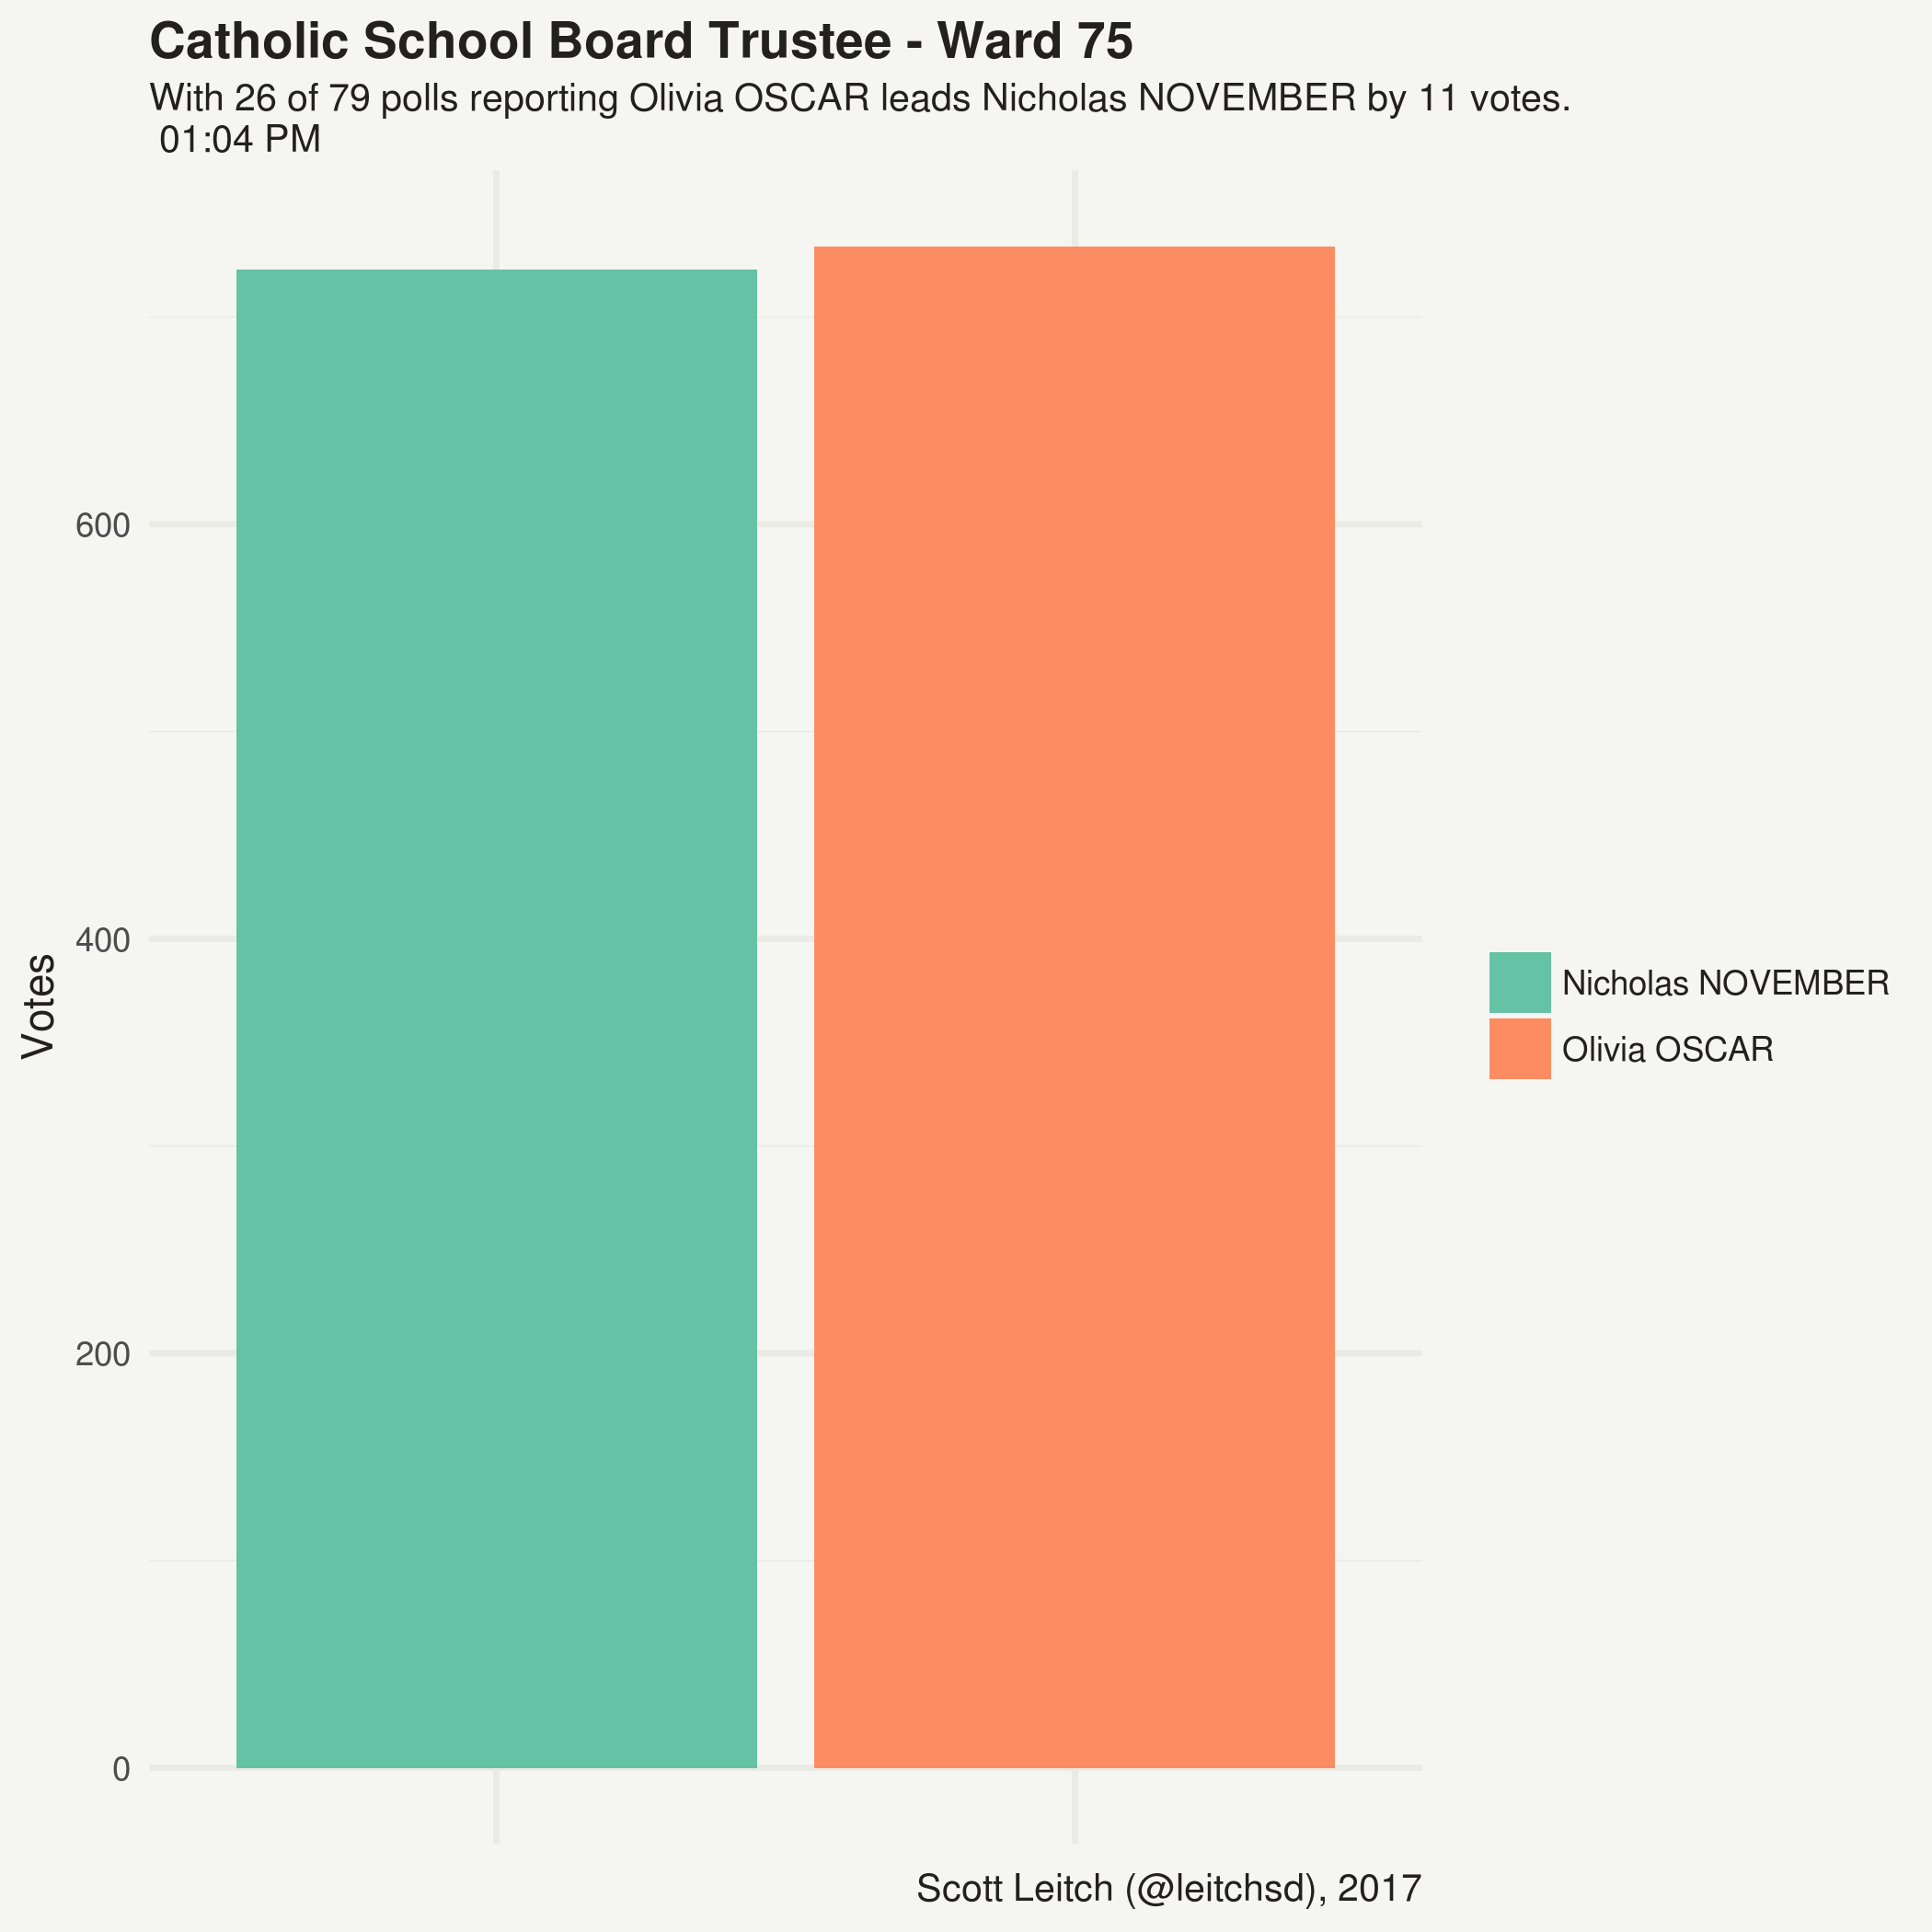 Catholic School Board Trustee - Ward 75
With 26 of 79 polls reporting Olivia OSCAR leads Nicholas NOVEMBER by 11 votes.
01:04 PM
600
400
200
0
Votes
Nicholas NOVEMBER
Olivia OSCAR
Scott Leitch (@leitchsd), 2017